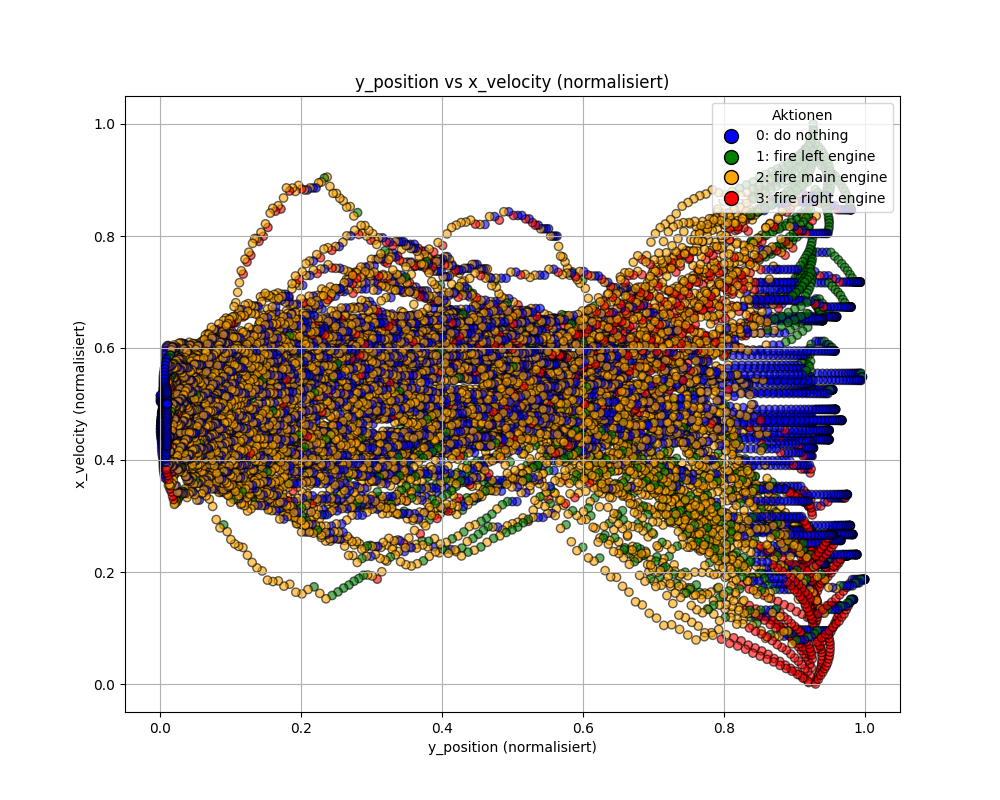 y_position vs x_velocity (normalisiert)
Aktionen
0: do nothing
1: fire left engine
2: fire main engine
3: fire right engine
x_velocity (normalisiert)
1.0
0.8
0.6
0.4
0.2
0.0
0.0 0.2 0.4 0.6 0.8 1.0
y_position (normalisiert)